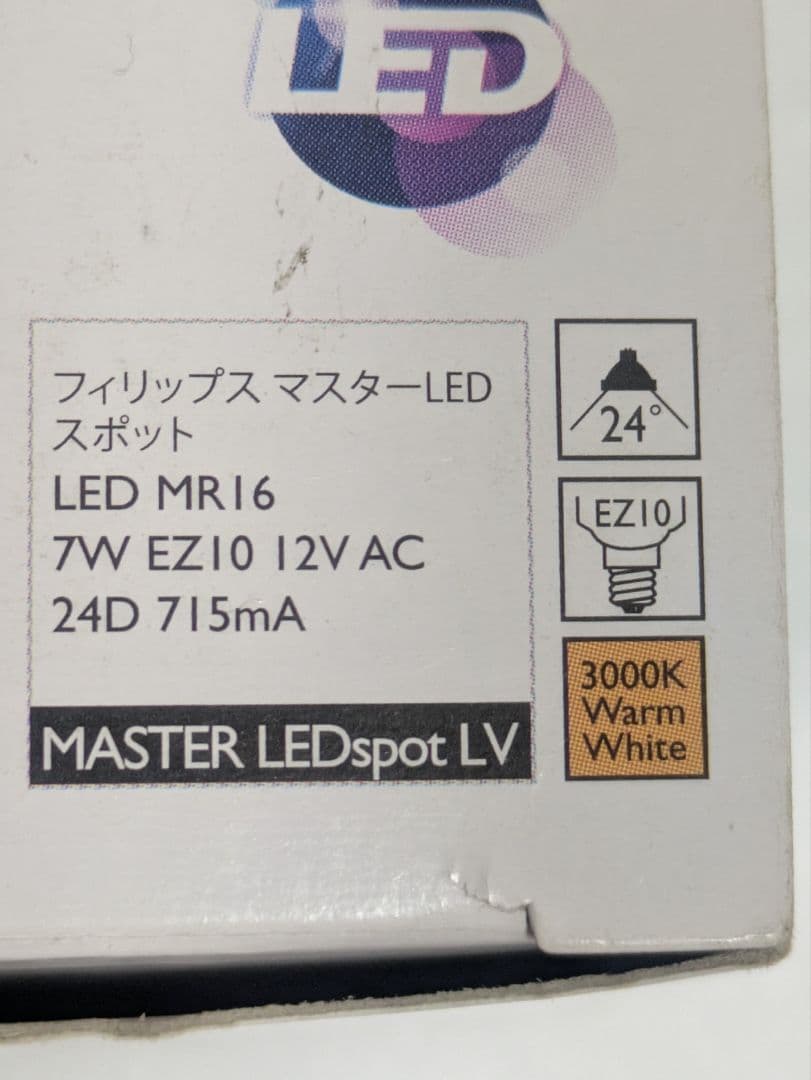 LED
フィリップス マスターLED
スポット
LED MR16
7W EZ10 12V AC
24D 715mA
MASTER LEDspot LV
24°
EZ10
3000K
Warm
White